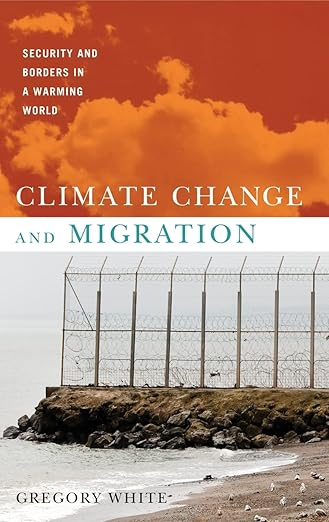 SECURITY AND
BORDERS IN
A WARMING
WORLD
CLIMATE CHANGE
AND MIGRATION
GREGORY WHITE